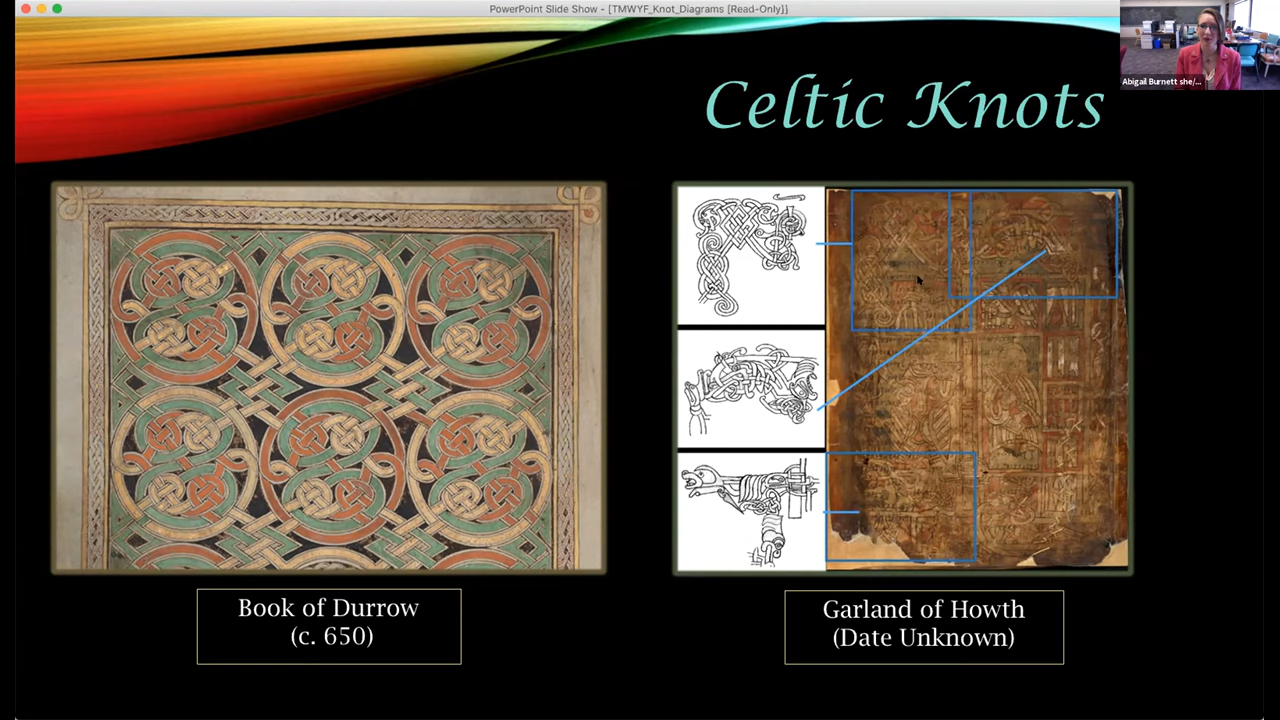 PowerPoint Slide Show - [TMWYF_Knot_Diagrams [Read-Only]]
Abigail Burnett she/...
Celtic Knots
Book of Durrow
(c. 650)
Garland of Howth
(Date Unknown)